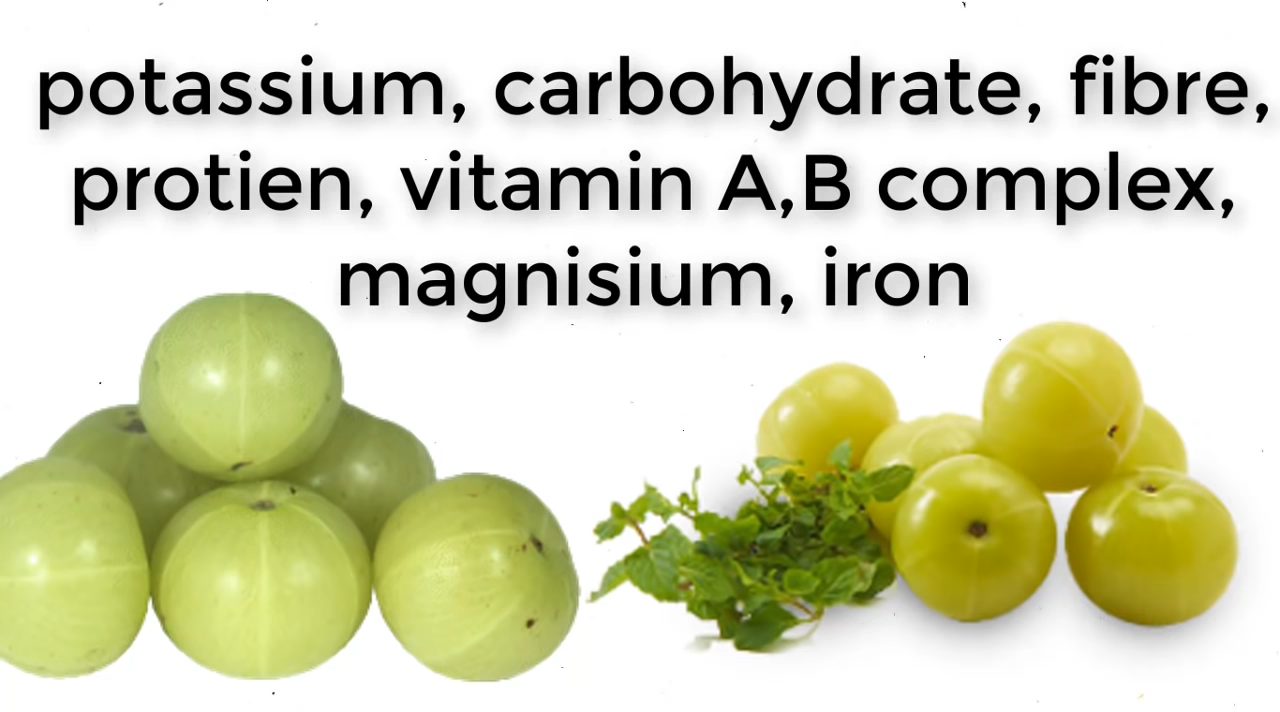 potassium, carbohydrate, fibre,
protien, vitamin A,B complex,
magnisium, iron